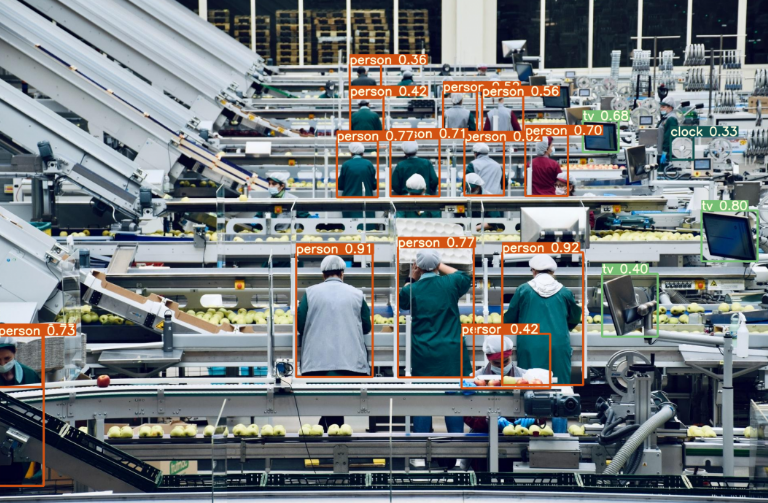 person 0.36
person 0.42
person 0.56
person 0.77
0.71
person 0.70
tv 0.68
clock 0.33
tv 0.80
person 0.91
person 0.77
person 0.92
tv 0.40
person 0.42
person 0.73